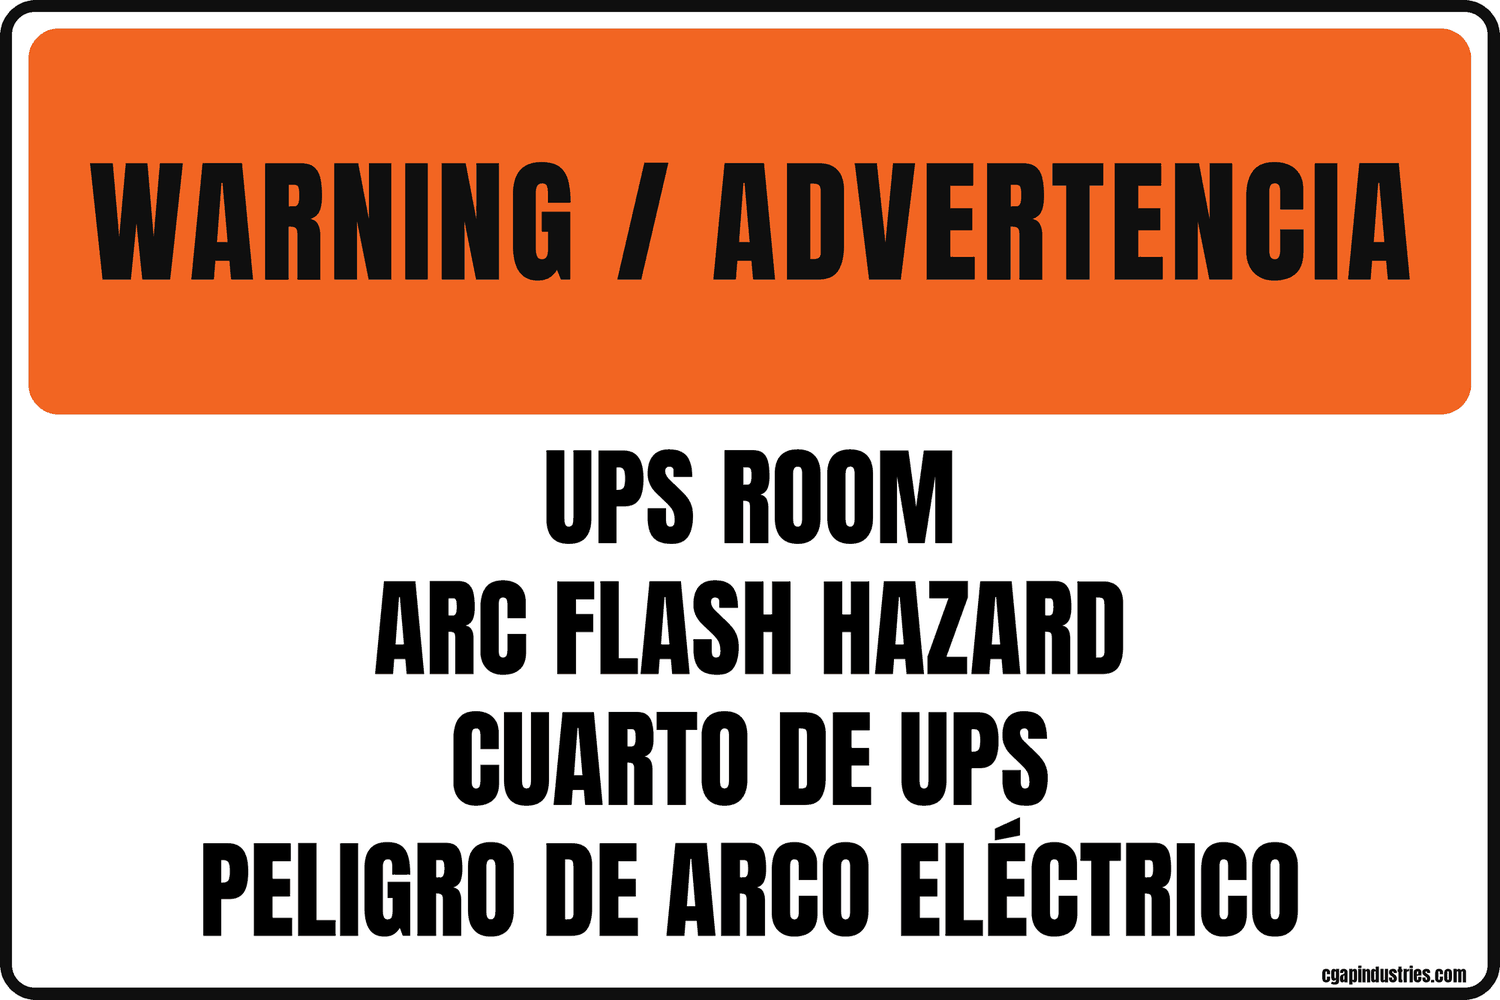 WARNING / ADVERTENCIA
UPS ROOM
ARC FLASH HAZARD
CUARTO DE UPS
PELIGRO DE ARCO ELÉCTRICO
cgapindustries.com